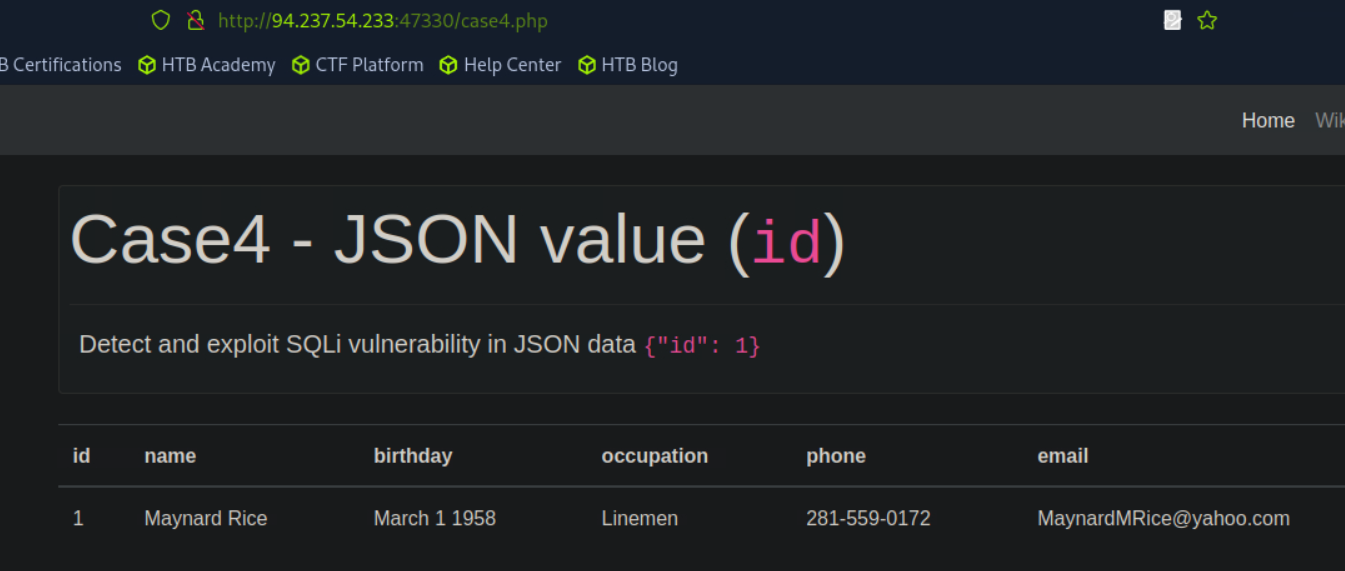 http://94.237.54.233:47330/case4.php
B Certifications HTB Academy CTF Platform Help Center HTB Blog
Home Wik
Case4 - JSON value (id)
Detect and exploit SQLi vulnerability in JSON data {"id": 1}
id name birthday occupation phone email
1 Maynard Rice March 1 1958 Linemen 281-559-0172 MaynardMRice@yahoo.com